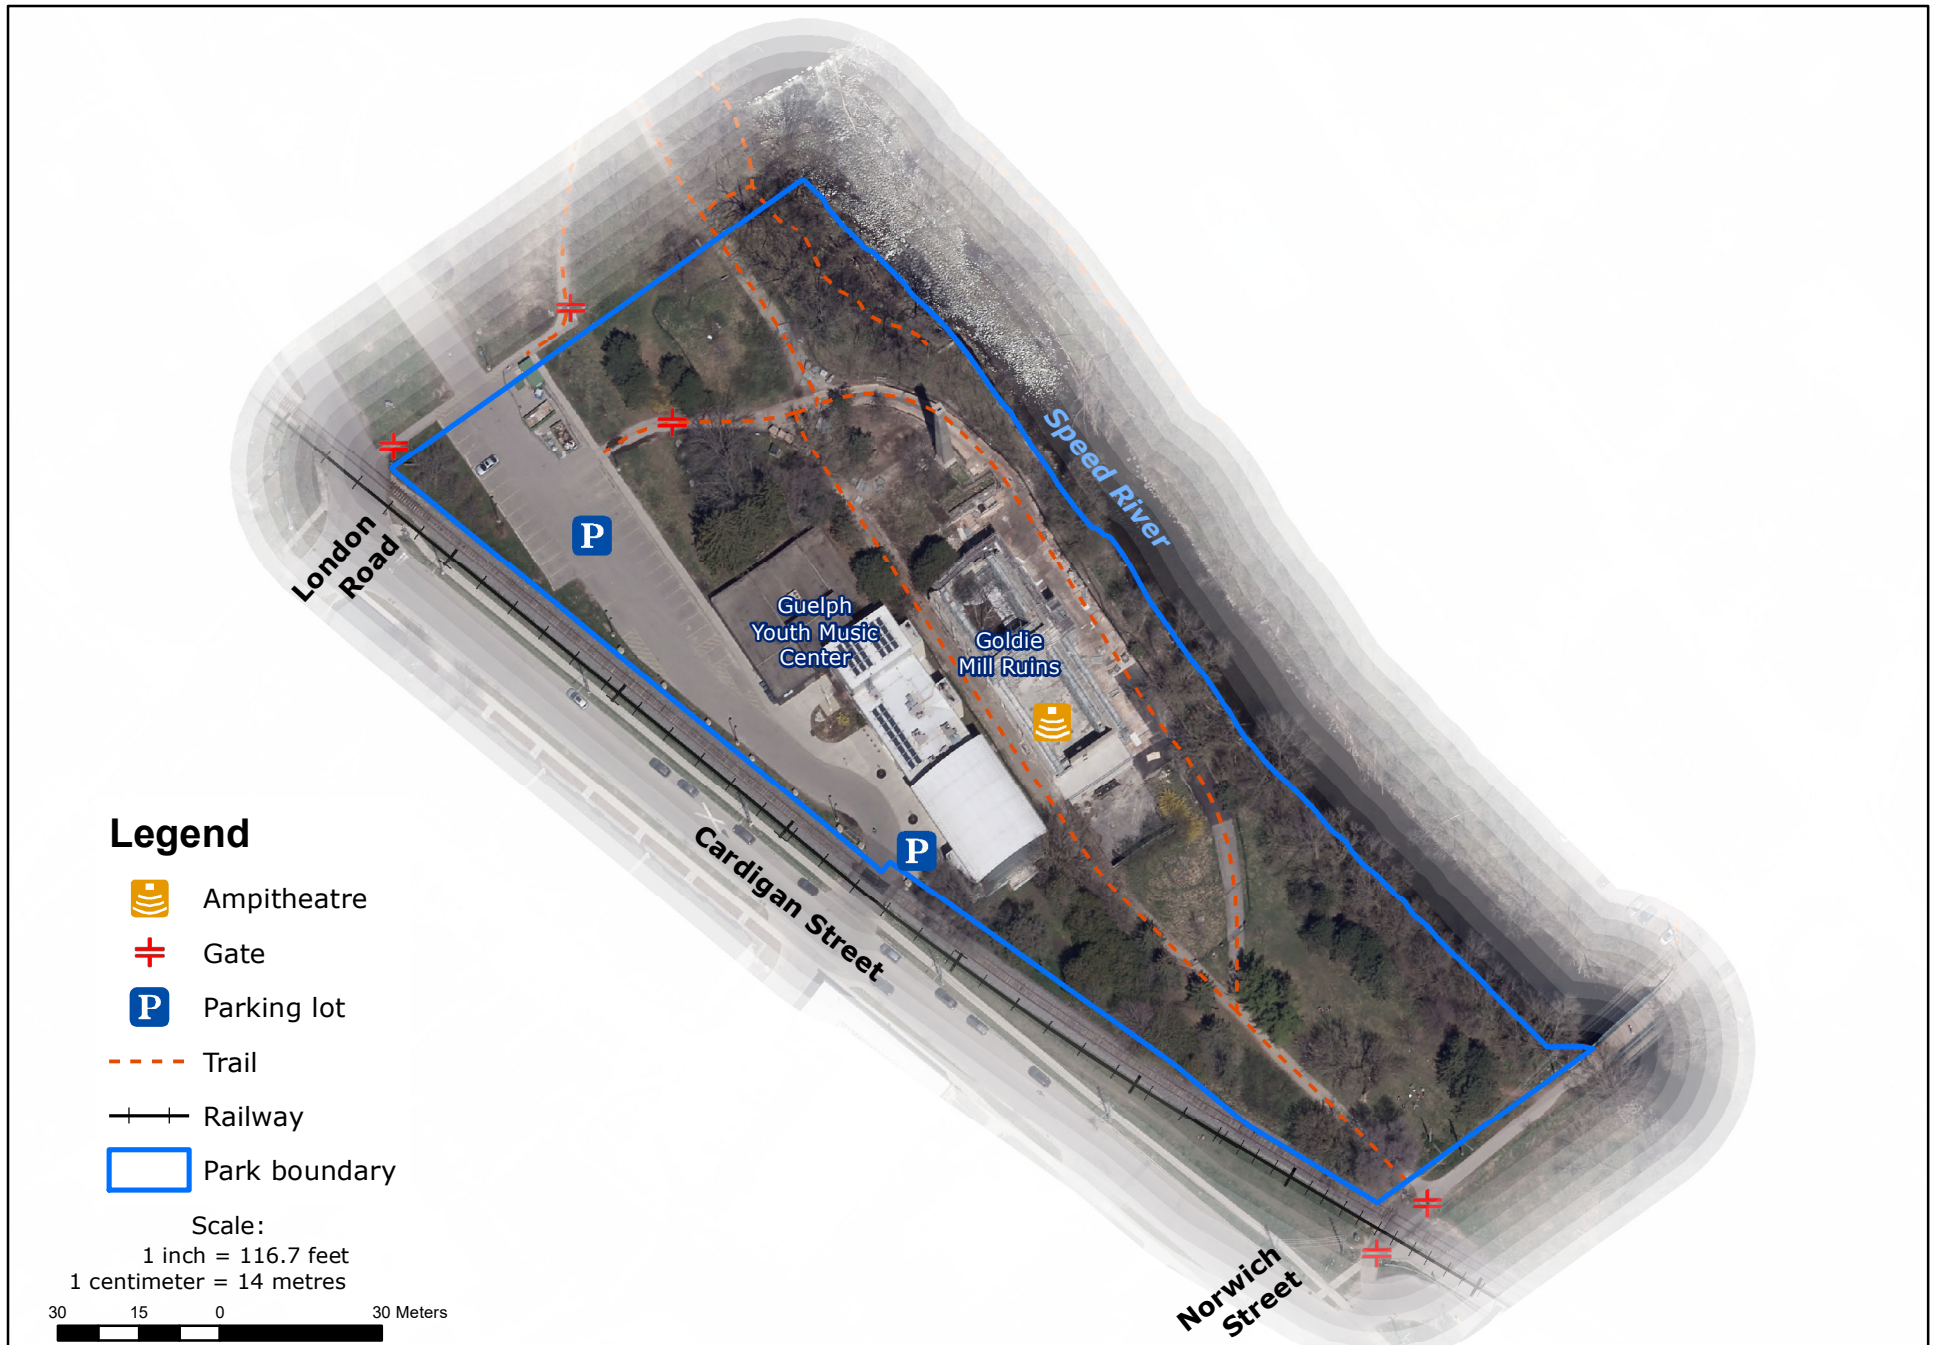 Speed River
London
Road
P
Guelph
Youth Music
Center
Goldie
Mill Ruins
P
Cardigan Street
Norwich
Street
Legend
Ampitheatre
Gate
P
Parking lot
Trail
Railway
Park boundary
Scale:
1 inch = 116.7 feet
1 centimeter = 14 metres
30 15 0 30 Meters